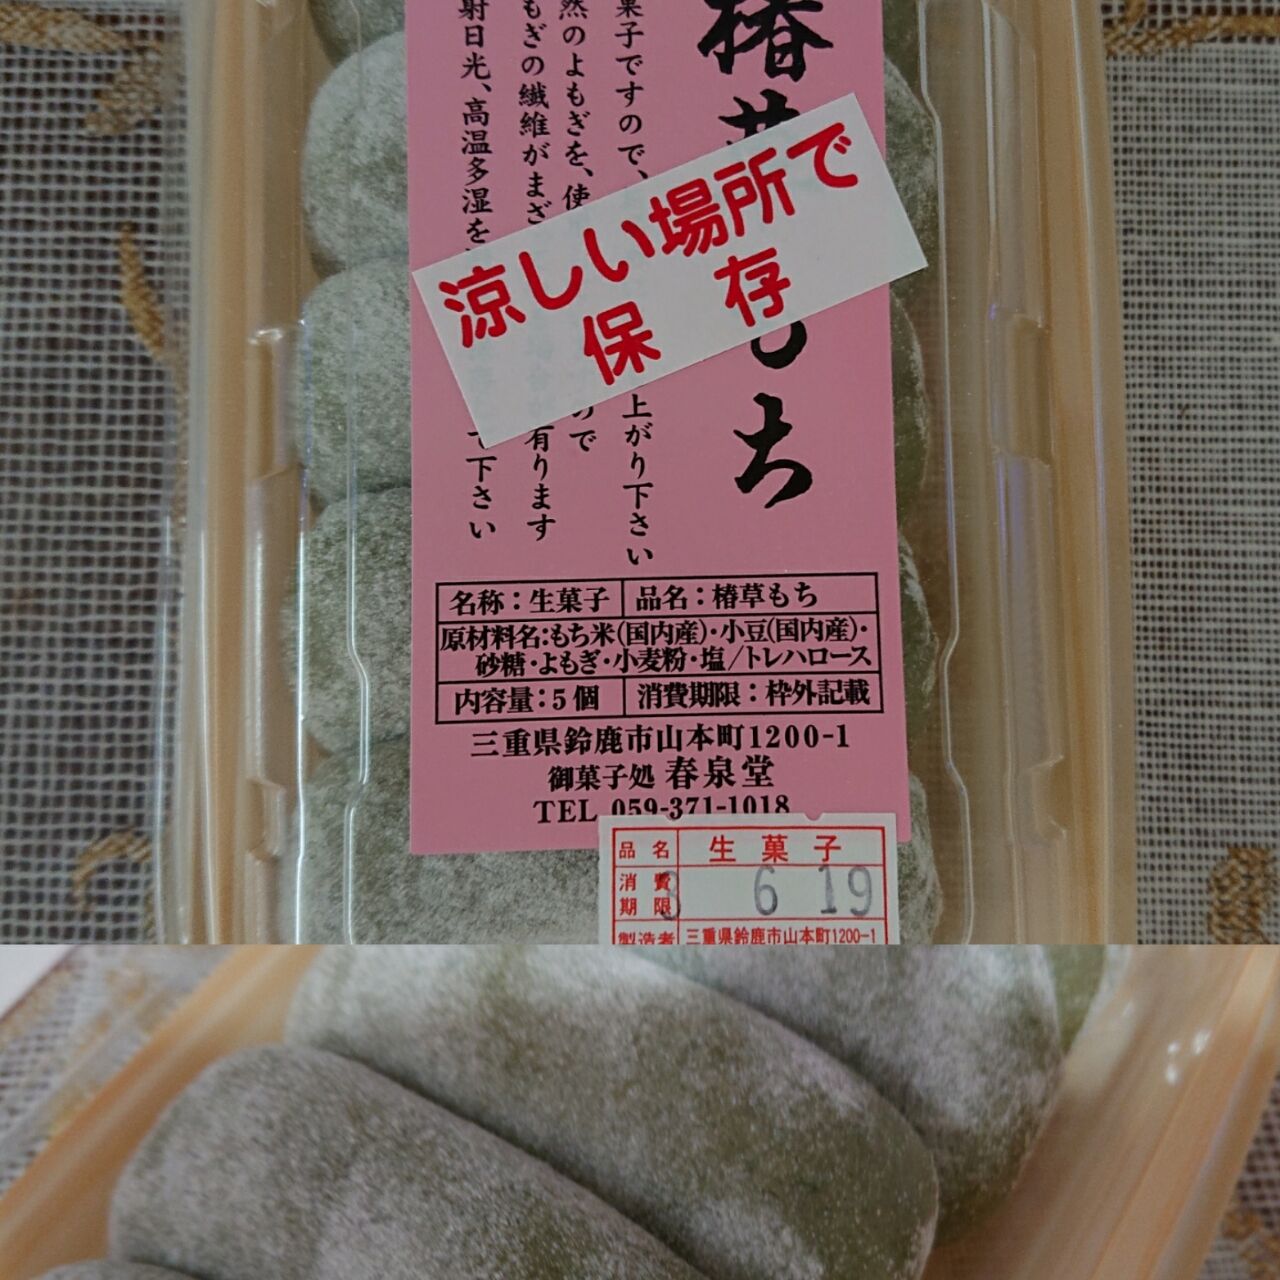 椿草もち
菓子ですので、
上がり下さい
然のよもぎを、使
ので
もぎの繊維がまざ
有ります
射日光、高温多湿を
て下さい
涼しい場所で
保存
名称：生菓子
品名：椿草もち
原材料名：もち米(国内産)・小豆(国内産)・
砂糖・よもぎ・小麦粉・塩/トレハロース
内容量：5個
消費期限：枠外記載
三重県鈴鹿市山本町1200-1
御菓子処 春泉堂
TEL 059-371-1018
品名 生菓子
消費期限 8 6 19
製造者 三重県鈴鹿市山本町1200-1